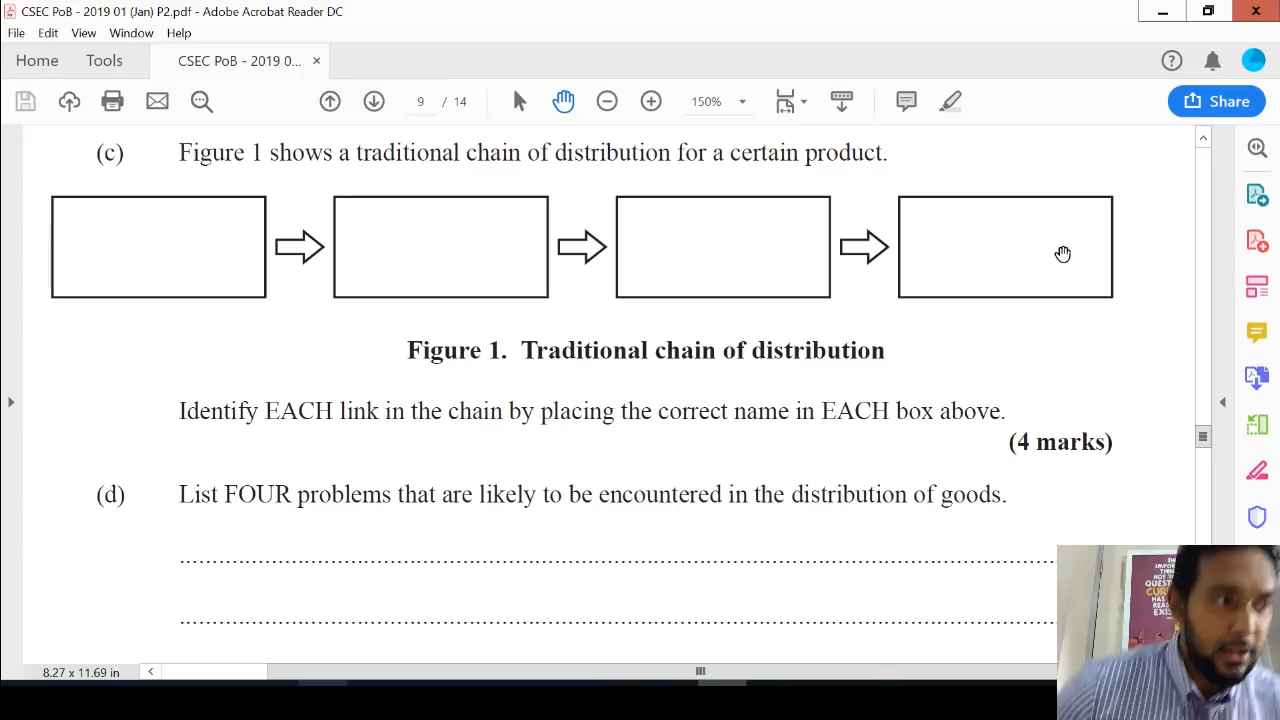 CSEC PoB - 2019 01 (Jan) P2.pdf - Adobe Acrobat Reader DC
File Edit View Window Help
Home Tools CSEC PoB - 2019 0... ×
9 / 14 150% Share
(c) Figure 1 shows a traditional chain of distribution for a certain product.
Figure 1. Traditional chain of distribution
Identify EACH link in the chain by placing the correct name in EACH box above.
(4 marks)
(d) List FOUR problems that are likely to be encountered in the distribution of goods.
8.27 x 11.69 in